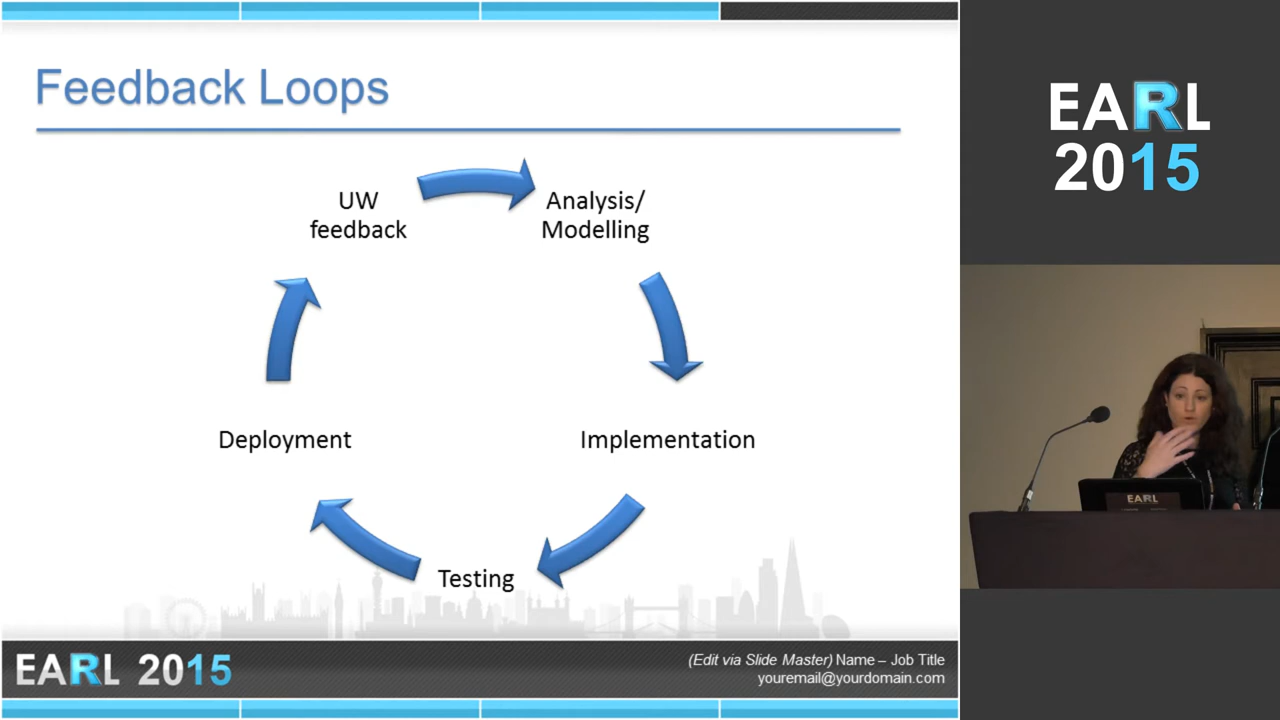 Feedback Loops
UW
feedback
Analysis/
Modelling
Implementation
Testing
Deployment
EARL 2015
(Edit via Slide Master) Name – Job Title
youremail@yourdomain.com
EARL
2015
EARL